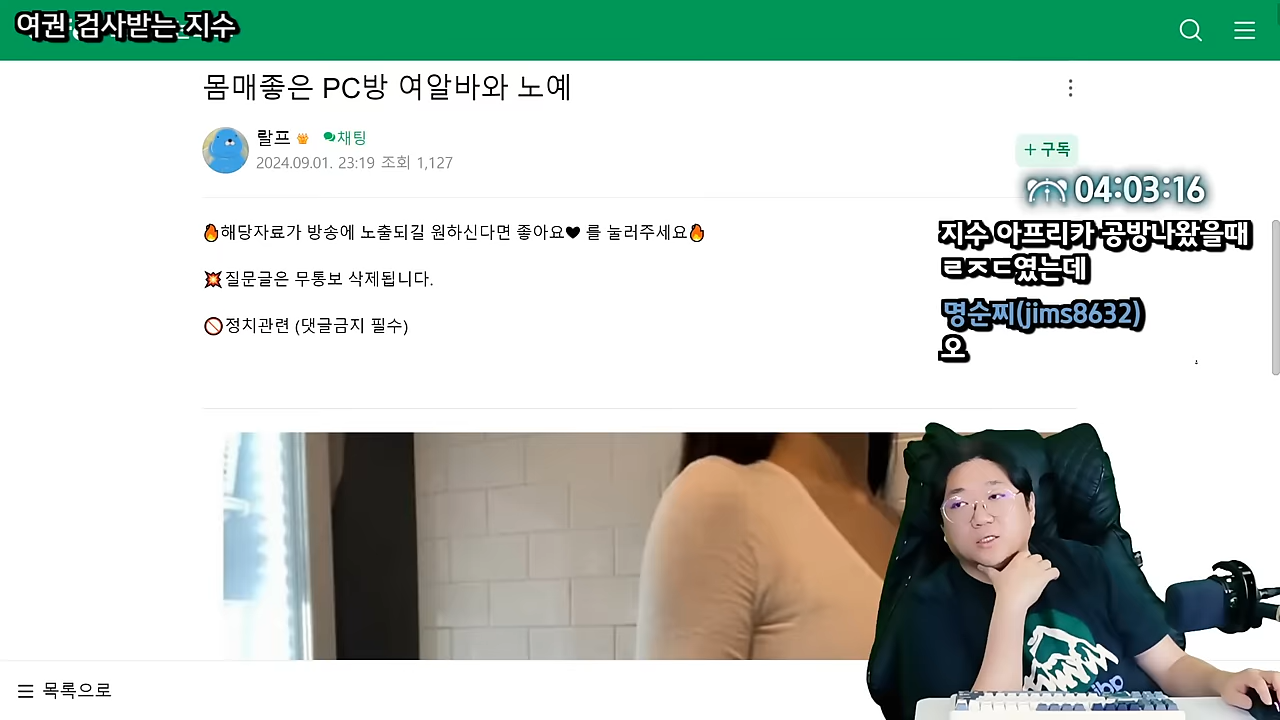 여권 검사받는 지수
몸매좋은 PC방 여알바와 노예
랄프
채팅
2024.09.01. 23:19 조회 1,127
+ 구독
04:03:16
🔥해당자료가 방송에 노출되길 원하신다면 좋아요❤ 를 눌러주세요🔥
💥질문글은 무통보 삭제됩니다.
🚫정치관련 (댓글금지 필수)
지수 아프리카 공방나왔을때
ㄹㅈㄷ였는데
명순찌(jims8632)
오
목록으로